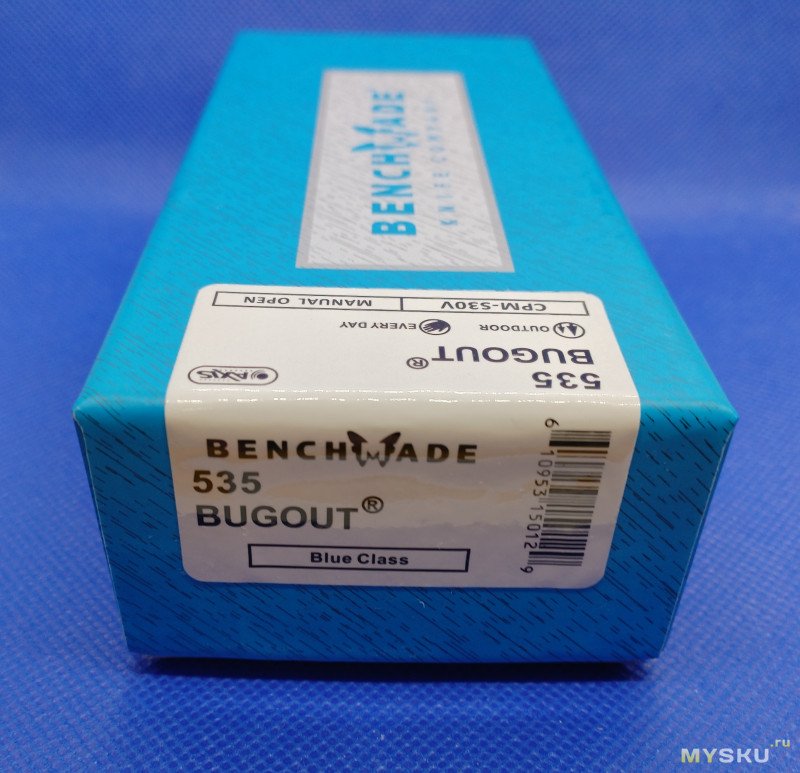 BENCHMADE
KNIFE COMPANY
CPM-S30V MANUAL OPEN
OUTDOOR EVERY DAY
535
BUGOUT®
AXIS
BENCHMADE
535
BUGOUT®
Blue Class
6 10953 15012 9
MYSKU.ru